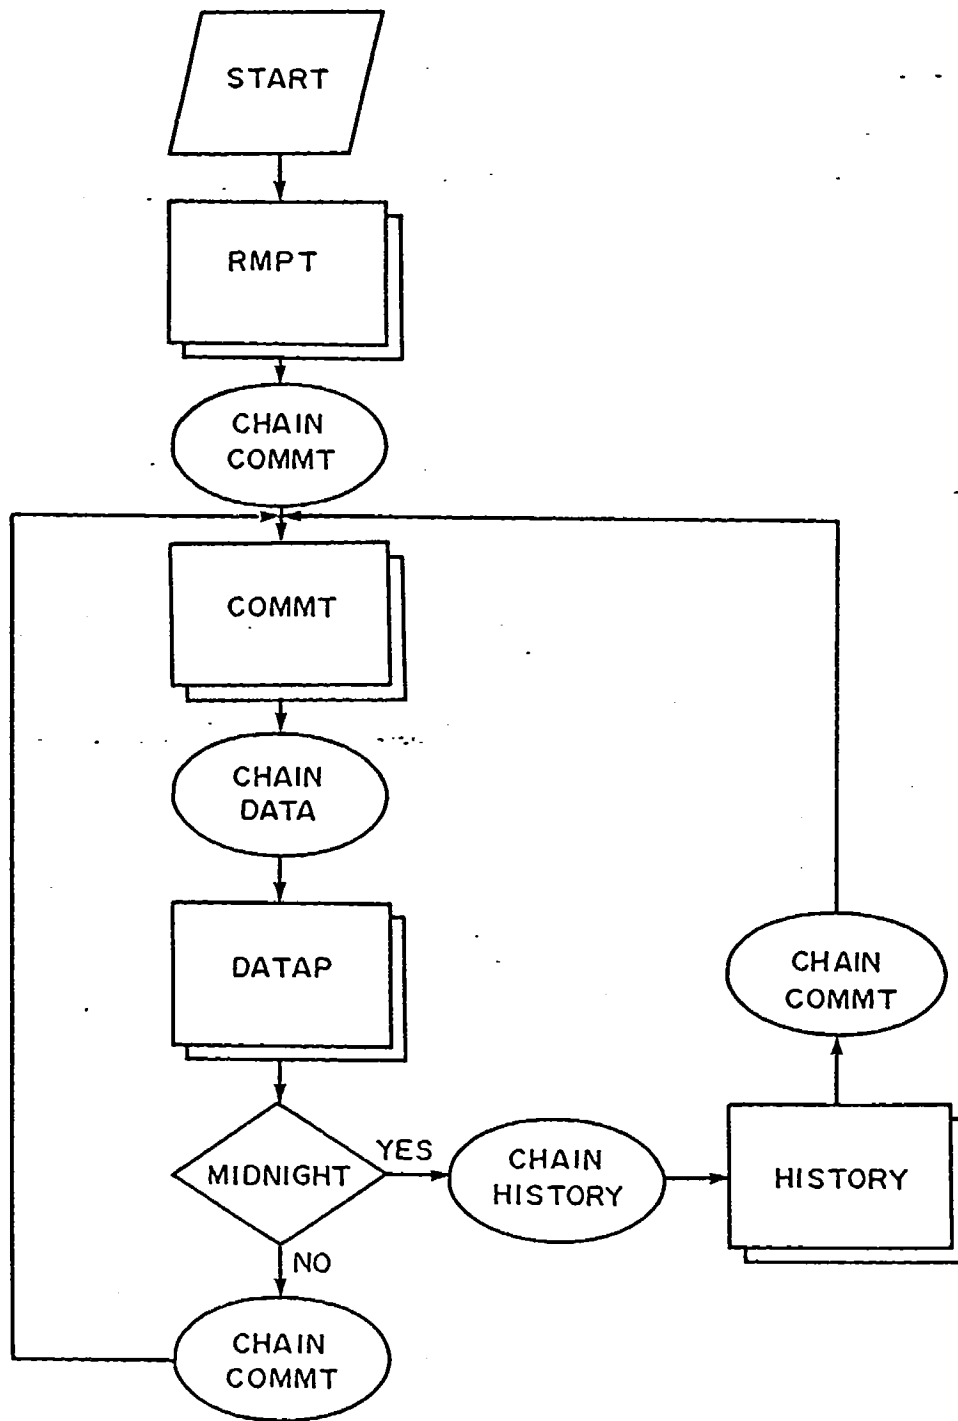 START
RMPT
CHAIN
COMMT
COMMT
CHAIN
DATA
DATAP
CHAIN
COMMT
MIDNIGHT
YES
CHAIN
HISTORY
HISTORY
NO
CHAIN
COMMT